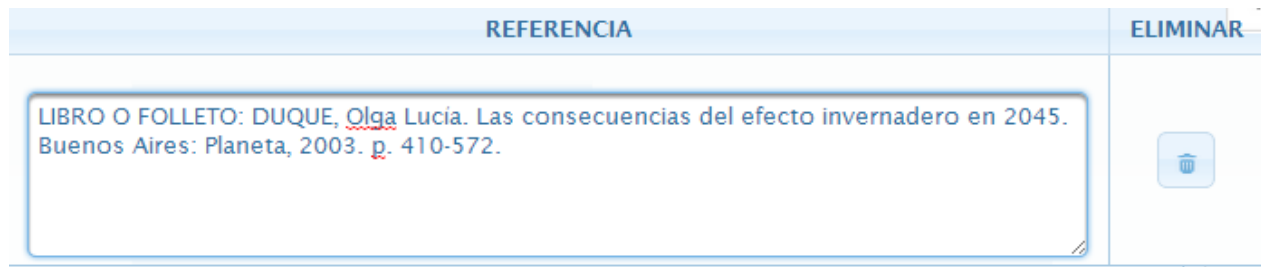 REFERENCIA ELIMINAR
LIBRO O FOLLETO: DUQUE, Olga Lucía. Las consecuencias del efecto invernadero en 2045.
Buenos Aires: Planeta, 2003. p. 410-572.